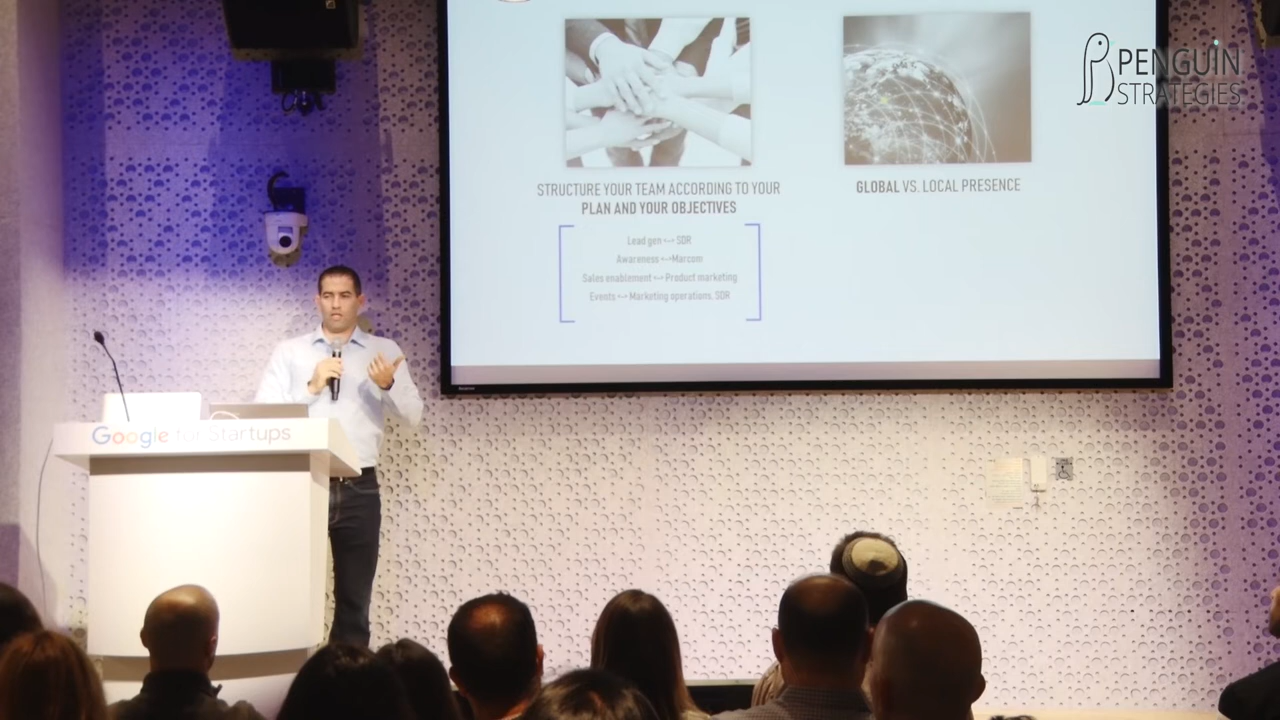 PENGUIN
STRATEGIES
STRUCTURE YOUR TEAM ACCORDING TO YOUR
PLAN AND YOUR OBJECTIVES
Lead gen <--> SDR
Awareness <-->Marcom
Sales enablement <--> Product marketing
Events <--> Marketing operations, SDR
GLOBAL VS. LOCAL PRESENCE
Google for Startups